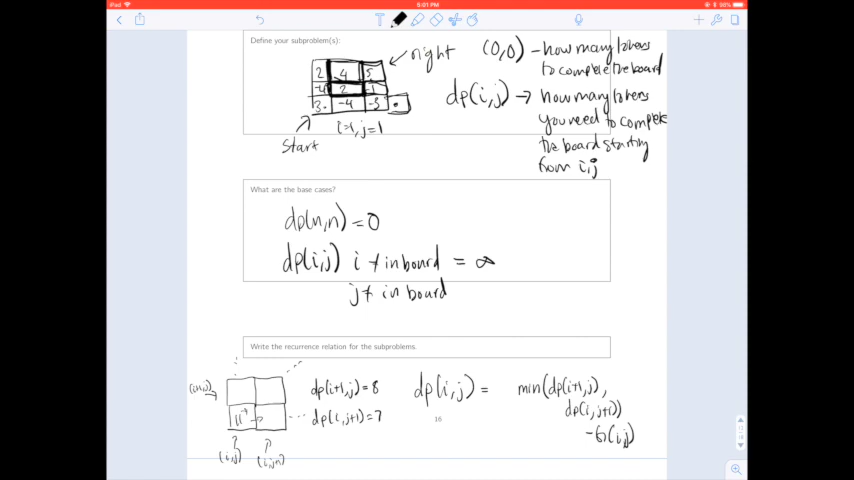 iPad
5:01 PM
98%
Define your subproblem(s):
2 4 5
-4 2 -1
3 -4 -3
right
Start
i=1, j=1
(0,0) - how many tokens
to complete the board
dp(i,j) → how many tokens
you need to complete
the board starting
from i,j
What are the base cases?
dp(n,n) = 0
dp(i,j) i ≠ in board = ∞
j ≠ in board
Write the recurrence relation for the subproblems.
dp(i+1,j) = 8
dp(i,j+1) = 7
(i,j)
dp(i,j) = min(dp(i+1,j),
dp(i,j+1))
16